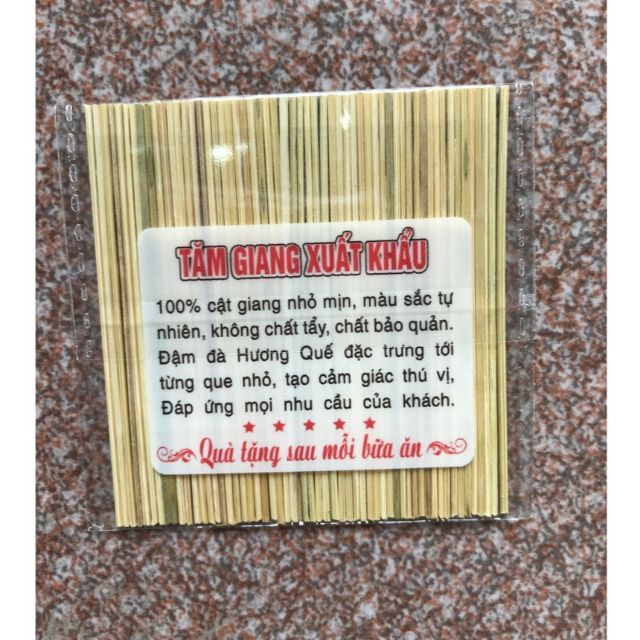 TĂM GIANG XUẤT KHẨU
100% cật giang nhỏ mịn, màu sắc tự
nhiên, không chất tẩy, chất bảo quản.
Đậm đà Hương Quế đặc trưng tới
từng que nhỏ, tạo cảm giác thú vị,
Đáp ứng mọi nhu cầu của khách.
Quà tặng sau mỗi bữa ăn